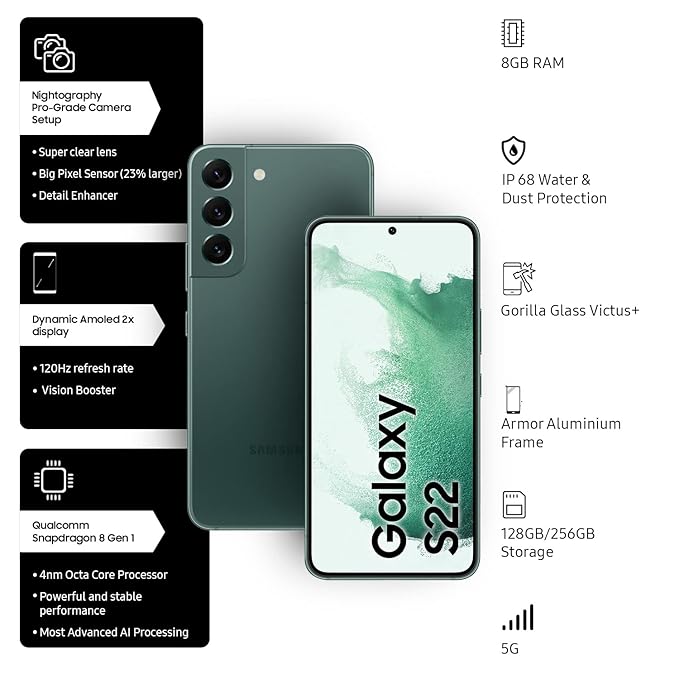 Nightography
Pro-Grade Camera
Setup
• Super clear lens
• Big Pixel Sensor (23% larger)
• Detail Enhancer
Dynamic Amoled 2x
display
• 120Hz refresh rate
• Vision Booster
Qualcomm
Snapdragon 8 Gen 1
• 4nm Octa Core Processor
• Powerful and stable
performance
• Most Advanced AI Processing
SAMSUN
Galaxy
S22
8GB RAM
IP 68 Water &
Dust Protection
Gorilla Glass Victus+
Armor Aluminium
Frame
128GB/256GB
Storage
5G